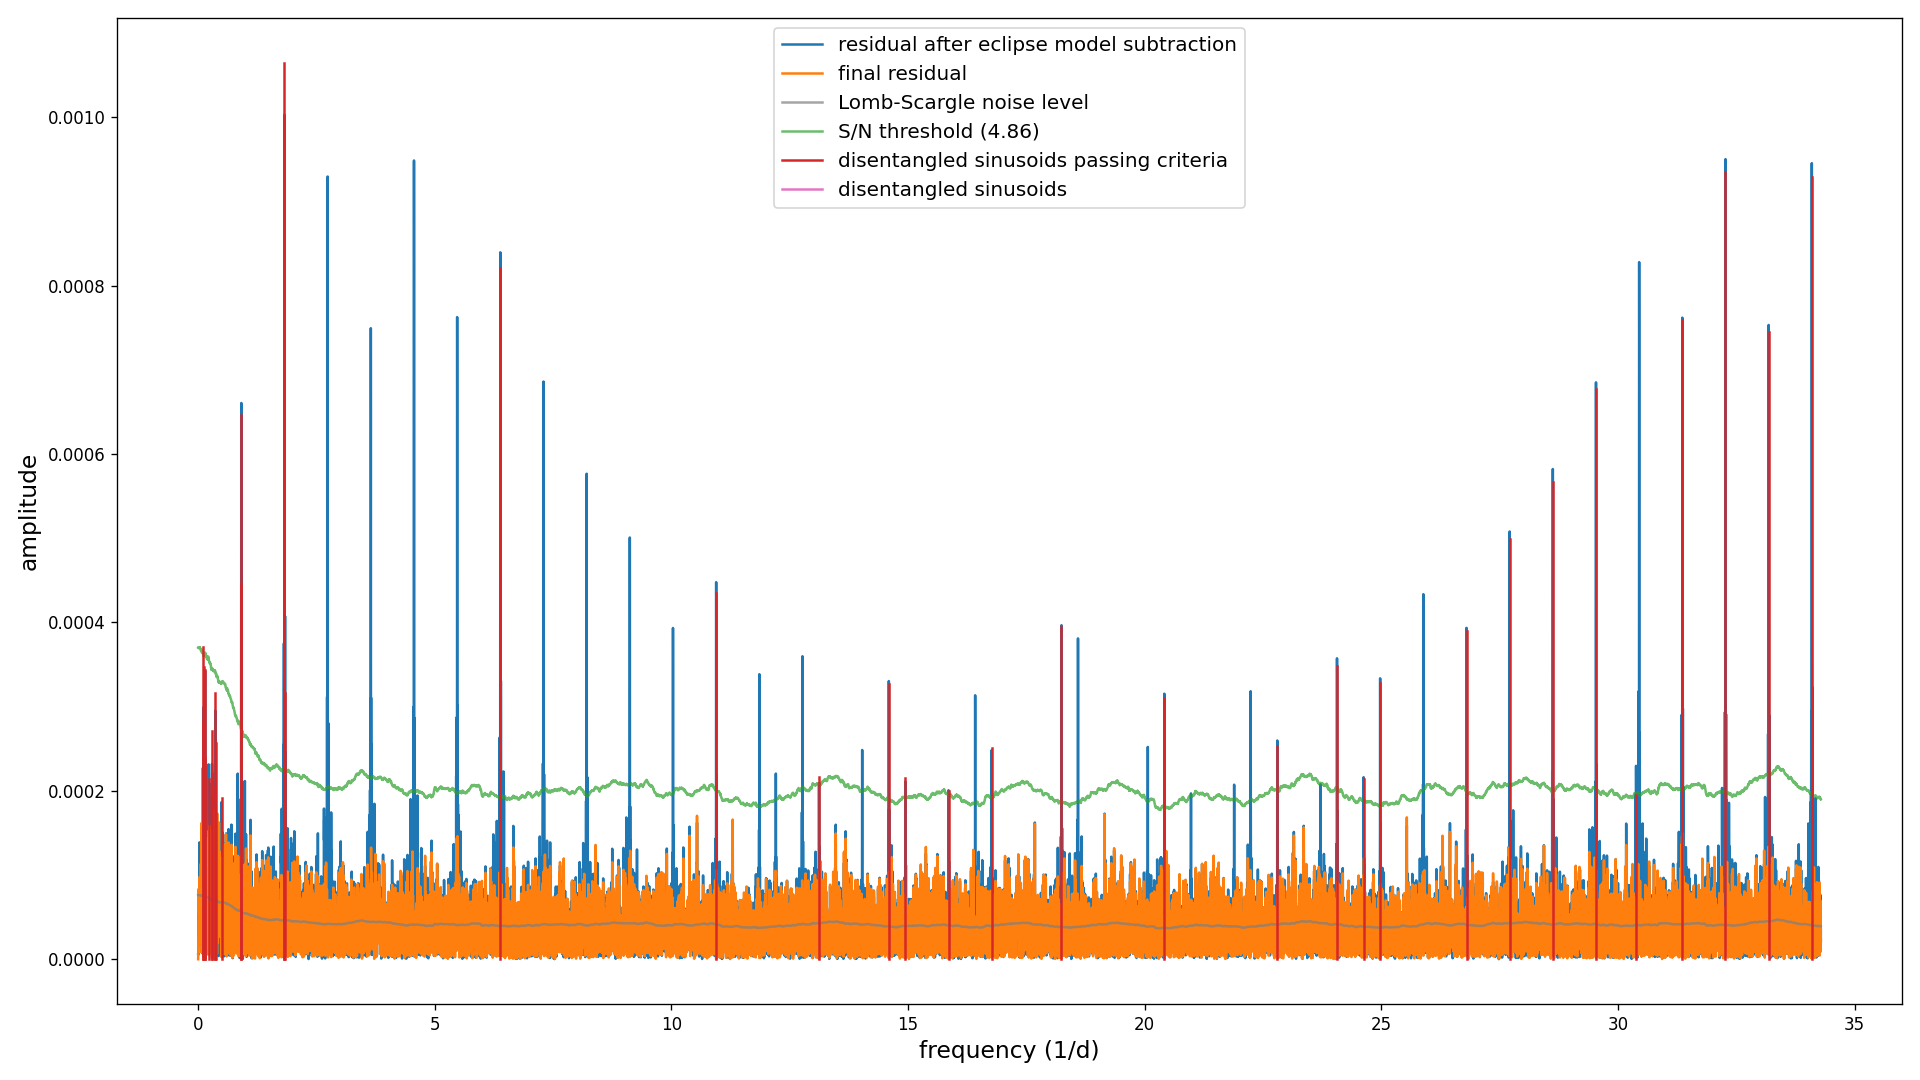 residual after eclipse model subtraction
final residual
Lomb-Scargle noise level
S/N threshold (4.86)
disentangled sinusoids passing criteria
disentangled sinusoids
amplitude
0.0010
0.0008
0.0006
0.0004
0.0002
0.0000
0 5 10 15 20 25 30 35
frequency (1/d)